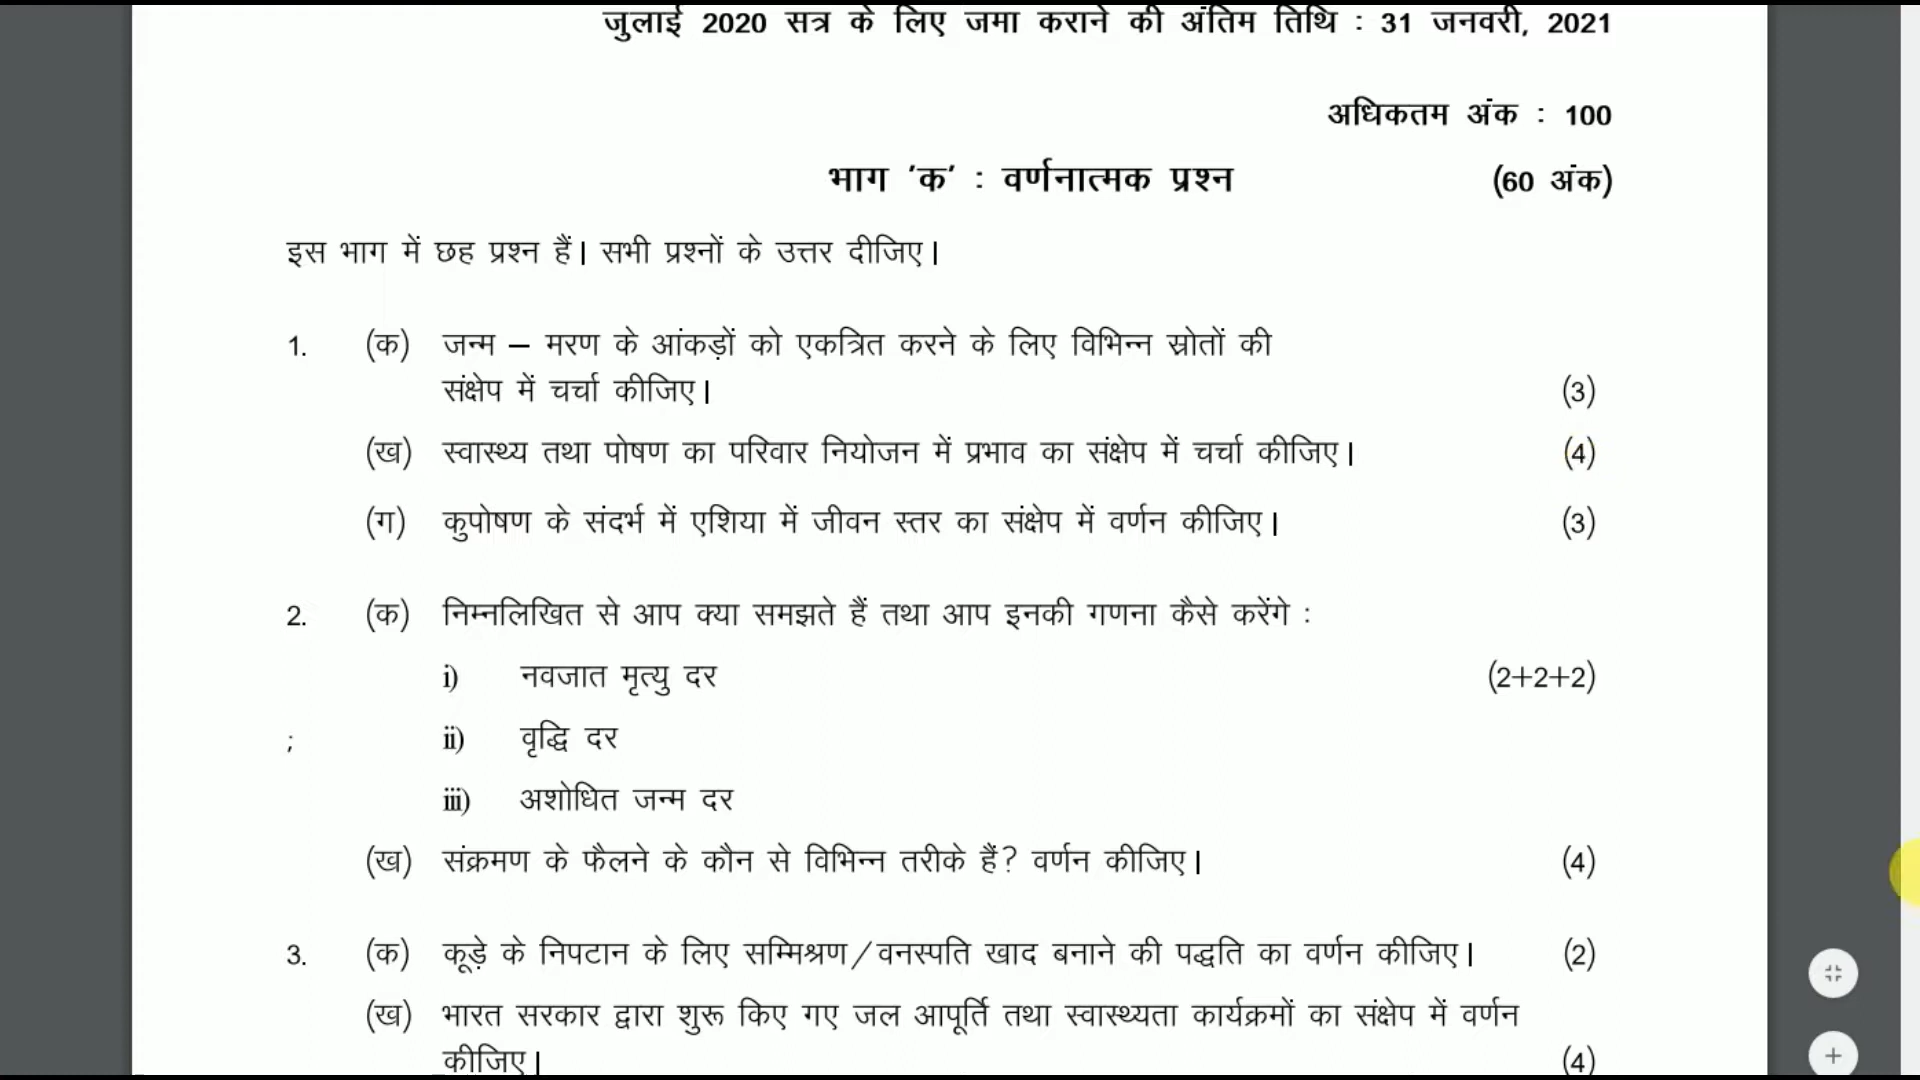 जुलाई 2020 सत्र के लिए जमा कराने की अंतिम तिथि : 31 जनवरी, 2021
अधिकतम अंक : 100
भाग 'क' : वर्णनात्मक प्रश्न (60 अंक)
इस भाग में छह प्रश्न हैं। सभी प्रश्नों के उत्तर दीजिए।
1. (क) जन्म – मरण के आंकड़ों को एकत्रित करने के लिए विभिन्न स्रोतों की
संक्षेप में चर्चा कीजिए। (3)
(ख) स्वास्थ्य तथा पोषण का परिवार नियोजन में प्रभाव का संक्षेप में चर्चा कीजिए। (4)
(ग) कुपोषण के संदर्भ में एशिया में जीवन स्तर का संक्षेप में वर्णन कीजिए। (3)
2. (क) निम्नलिखित से आप क्या समझते हैं तथा आप इनकी गणना कैसे करेंगे :
i) नवजात मृत्यु दर (2+2+2)
; ii) वृद्धि दर
iii) अशोधित जन्म दर
(ख) संक्रमण के फैलने के कौन से विभिन्न तरीके हैं? वर्णन कीजिए। (4)
3. (क) कूड़े के निपटान के लिए सम्मिश्रण/वनस्पति खाद बनाने की पद्धति का वर्णन कीजिए। (2)
(ख) भारत सरकार द्वारा शुरू किए गए जल आपूर्ति तथा स्वास्थ्यता कार्यक्रमों का संक्षेप में वर्णन
कीजिए। (4)